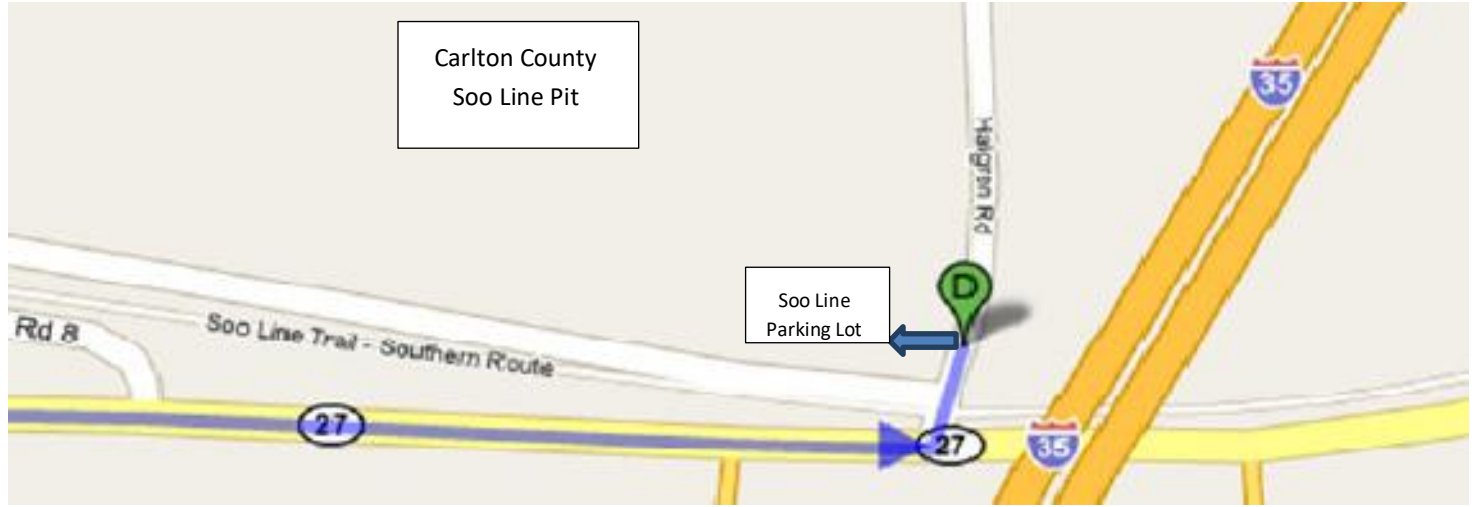 Carlton County
Soo Line Pit
35
Halgren Rd
D
Soo Line
Parking Lot
Rd 8
Soo Line Trail - Southern Route
27
27
35